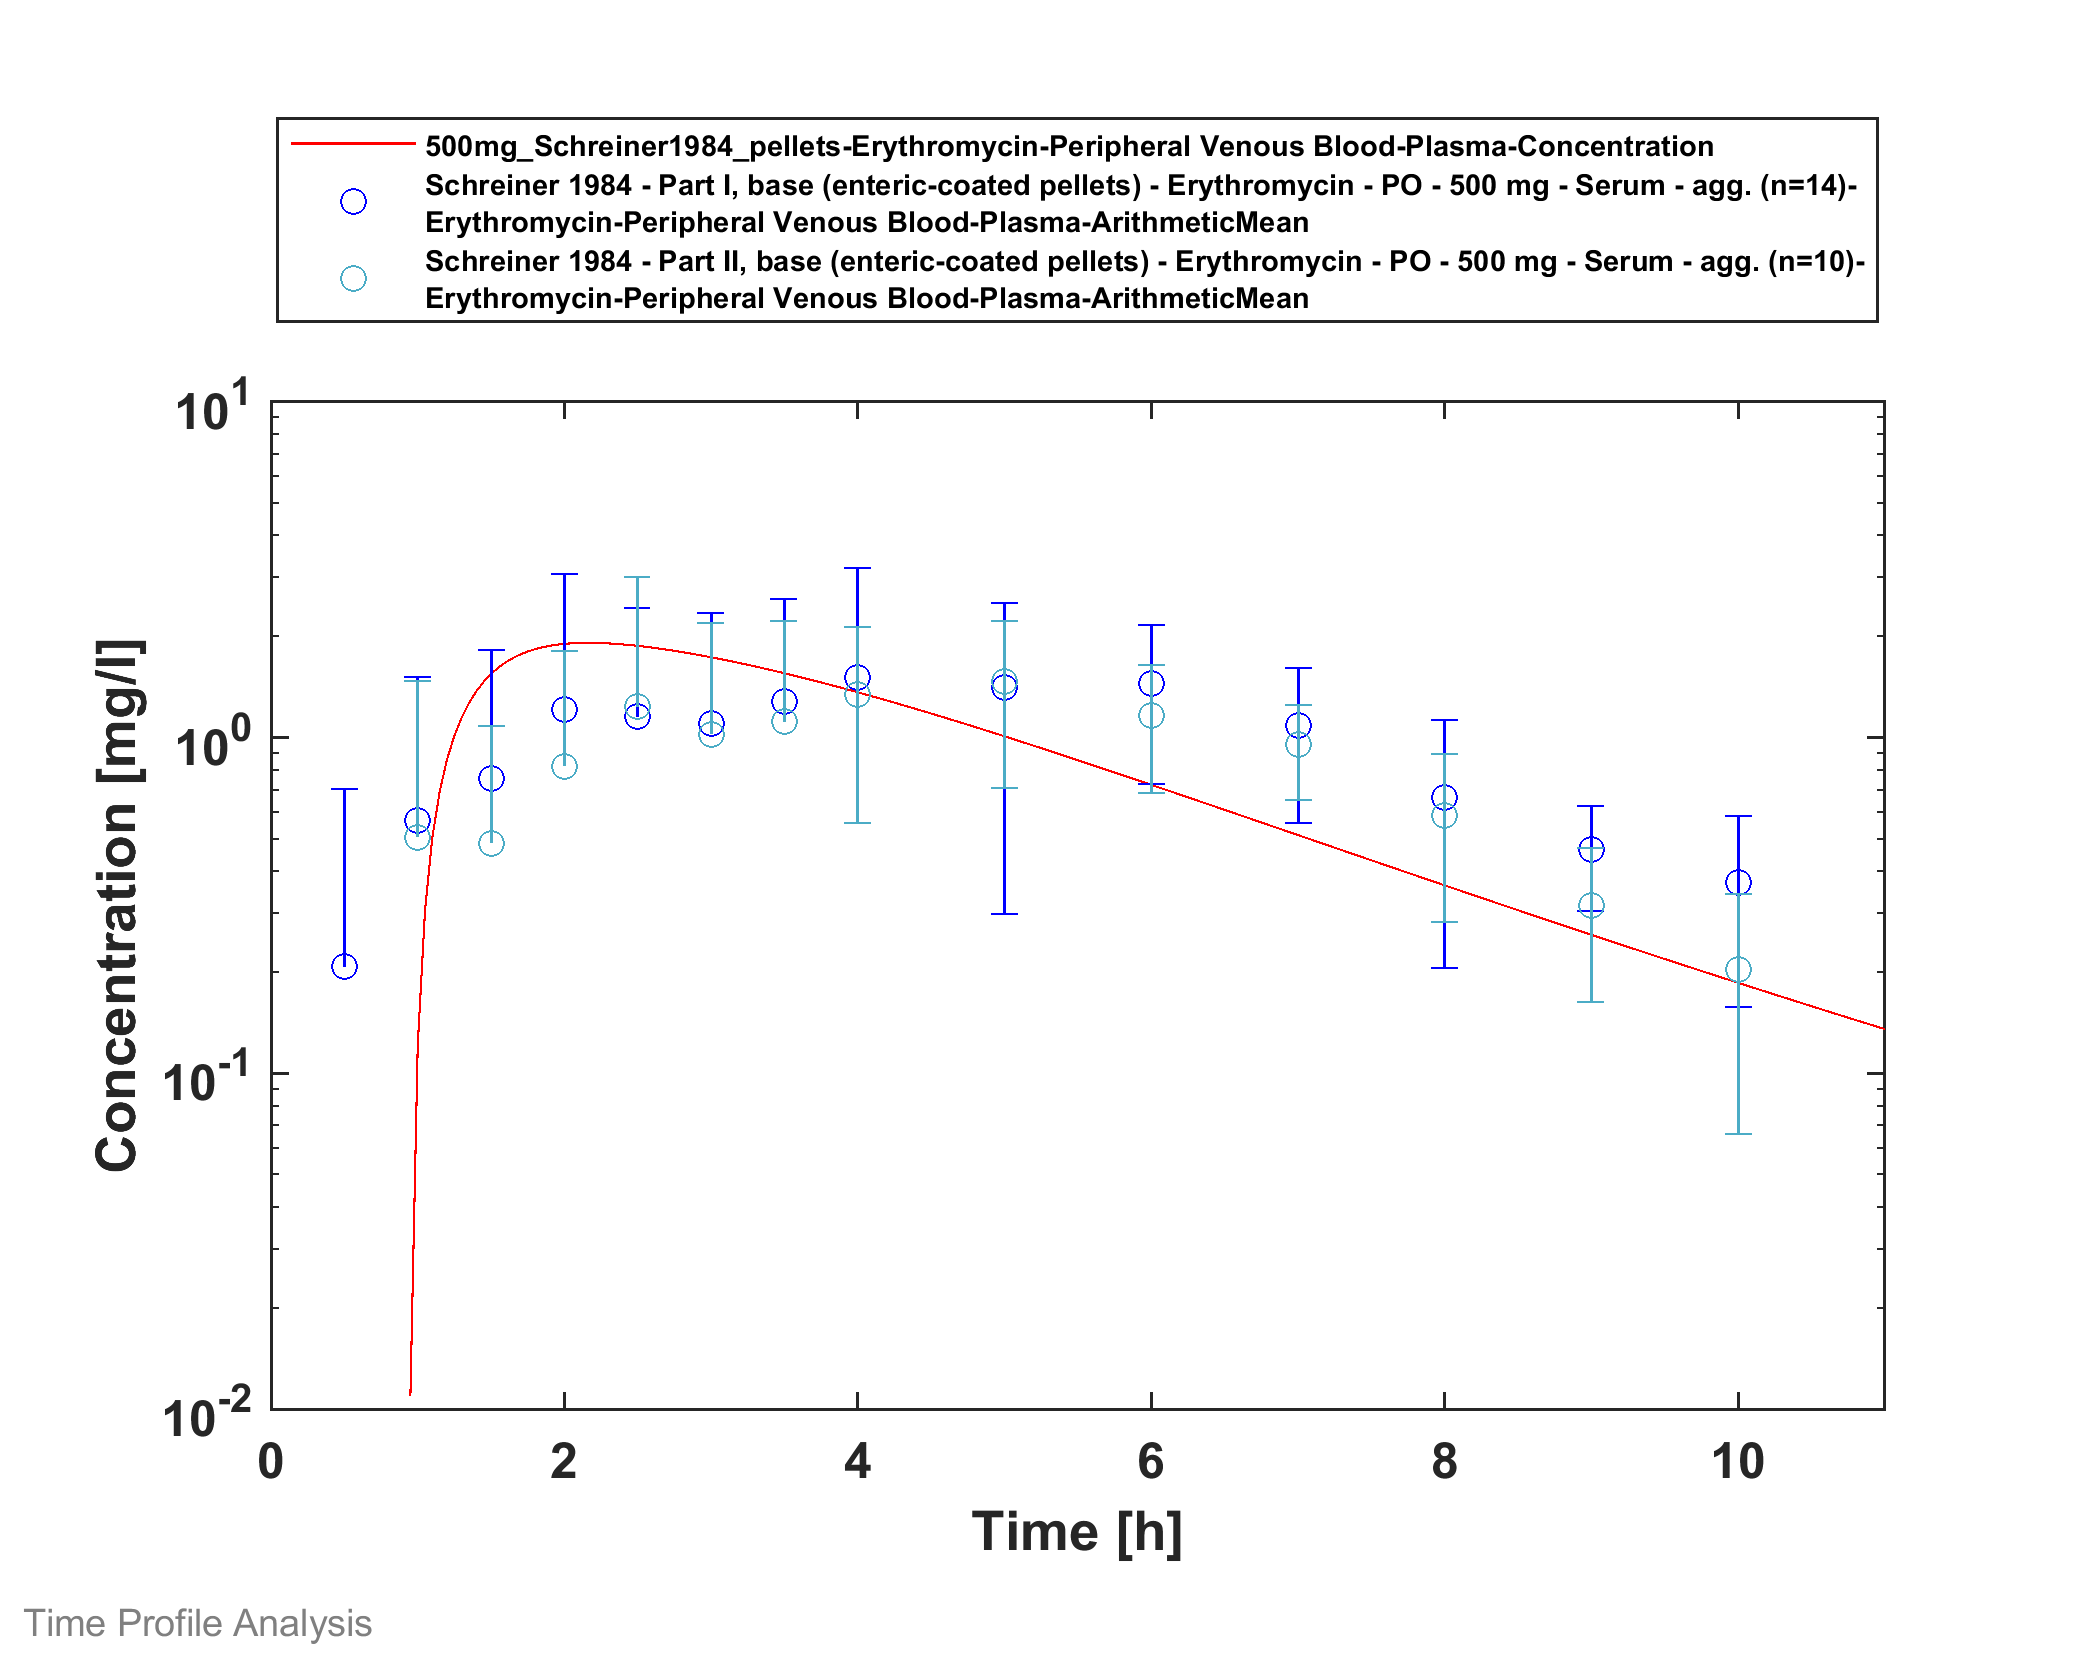 500mg_Schreiner1984_pellets-Erythromycin-Peripheral Venous Blood-Plasma-Concentration
Schreiner 1984 - Part I, base (enteric-coated pellets) - Erythromycin - PO - 500 mg - Serum - agg. (n=14)-
Erythromycin-Peripheral Venous Blood-Plasma-ArithmeticMean
Schreiner 1984 - Part II, base (enteric-coated pellets) - Erythromycin - PO - 500 mg - Serum - agg. (n=10)-
Erythromycin-Peripheral Venous Blood-Plasma-ArithmeticMean
10^1
10^0
10^-1
10^-2
Concentration [mg/l]
0 2 4 6 8 10
Time [h]
Time Profile Analysis